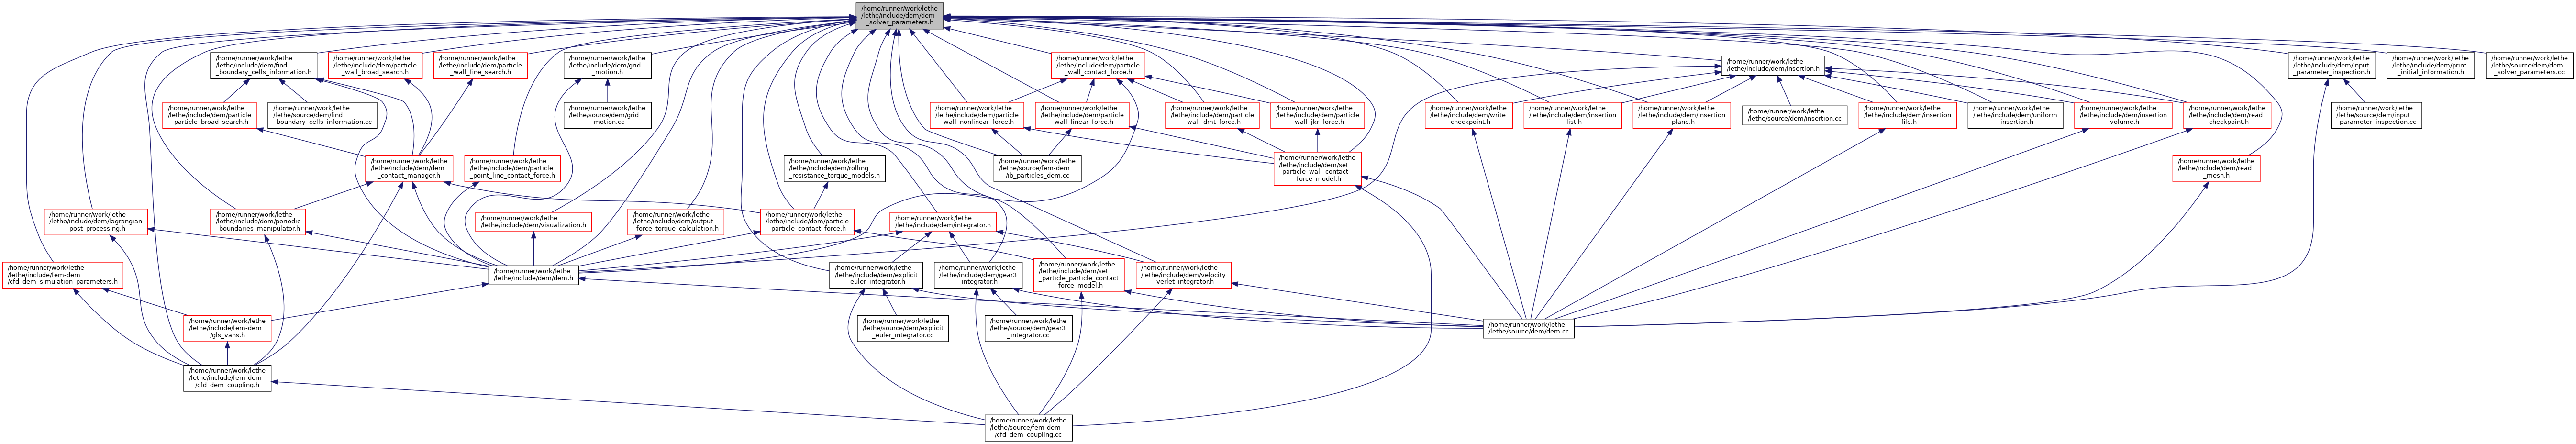 /home/runner/work/lethe
/lethe/include/dem/dem
_solver_parameters.h
/home/runner/work/lethe
/lethe/include/dem/find
_boundary_cells_information.h
/home/runner/work/lethe
/lethe/include/dem/particle
_wall_broad_search.h
/home/runner/work/lethe
/lethe/include/dem/particle
_wall_fine_search.h
/home/runner/work/lethe
/lethe/include/dem/grid
_motion.h
/home/runner/work/lethe
/lethe/include/dem/particle
_wall_contact_force.h
/home/runner/work/lethe
/lethe/include/dem/insertion.h
/home/runner/work/lethe
/lethe/include/dem/input
_parameter_inspection.h
/home/runner/work/lethe
/lethe/include/dem/print
_initial_information.h
/home/runner/work/lethe
/lethe/source/dem/dem
_solver_parameters.cc
/home/runner/work/lethe
/lethe/include/dem/particle
_particle_broad_search.h
/home/runner/work/lethe
/lethe/source/dem/find
_boundary_cells_information.cc
/home/runner/work/lethe
/lethe/source/dem/grid
_motion.cc
/home/runner/work/lethe
/lethe/include/dem/particle
_wall_nonlinear_force.h
/home/runner/work/lethe
/lethe/include/dem/particle
_wall_linear_force.h
/home/runner/work/lethe
/lethe/include/dem/particle
_wall_dmt_force.h
/home/runner/work/lethe
/lethe/include/dem/particle
_wall_jkr_force.h
/home/runner/work/lethe
/lethe/include/dem/write
_checkpoint.h
/home/runner/work/lethe
/lethe/include/dem/insertion
_list.h
/home/runner/work/lethe
/lethe/include/dem/insertion
_plane.h
/home/runner/work/lethe
/lethe/source/dem/insertion.cc
/home/runner/work/lethe
/lethe/include/dem/insertion
_file.h
/home/runner/work/lethe
/lethe/include/dem/uniform
_insertion.h
/home/runner/work/lethe
/lethe/include/dem/insertion
_volume.h
/home/runner/work/lethe
/lethe/include/dem/read
_checkpoint.h
/home/runner/work/lethe
/lethe/source/dem/input
_parameter_inspection.cc
/home/runner/work/lethe
/lethe/include/dem/dem
_contact_manager.h
/home/runner/work/lethe
/lethe/include/dem/particle
_point_line_contact_force.h
/home/runner/work/lethe
/lethe/include/dem/rolling
_resistance_torque_models.h
/home/runner/work/lethe
/lethe/source/fem-dem
/ib_particles_dem.cc
/home/runner/work/lethe
/lethe/include/dem/set
_particle_wall_contact
_force_model.h
/home/runner/work/lethe
/lethe/include/dem/read
_mesh.h
/home/runner/work/lethe
/lethe/include/dem/lagrangian
_post_processing.h
/home/runner/work/lethe
/lethe/include/dem/periodic
_boundaries_manipulator.h
/home/runner/work/lethe
/lethe/include/dem/visualization.h
/home/runner/work/lethe
/lethe/include/dem/output
_force_torque_calculation.h
/home/runner/work/lethe
/lethe/include/dem/particle
_particle_contact_force.h
/home/runner/work/lethe
/lethe/include/dem/integrator.h
/home/runner/work/lethe
/lethe/include/fem-dem
/cfd_dem_simulation_parameters.h
/home/runner/work/lethe
/lethe/include/dem/dem.h
/home/runner/work/lethe
/lethe/include/dem/explicit
_euler_integrator.h
/home/runner/work/lethe
/lethe/include/dem/gear3
_integrator.h
/home/runner/work/lethe
/lethe/include/dem/set
_particle_particle_contact
_force_model.h
/home/runner/work/lethe
/lethe/include/dem/velocity
_verlet_integrator.h
/home/runner/work/lethe
/lethe/include/fem-dem
/gls_vans.h
/home/runner/work/lethe
/lethe/source/dem/explicit
_euler_integrator.cc
/home/runner/work/lethe
/lethe/source/dem/gear3
_integrator.cc
/home/runner/work/lethe
/lethe/source/dem/dem.cc
/home/runner/work/lethe
/lethe/include/fem-dem
/cfd_dem_coupling.h
/home/runner/work/lethe
/lethe/source/fem-dem
/cfd_dem_coupling.cc